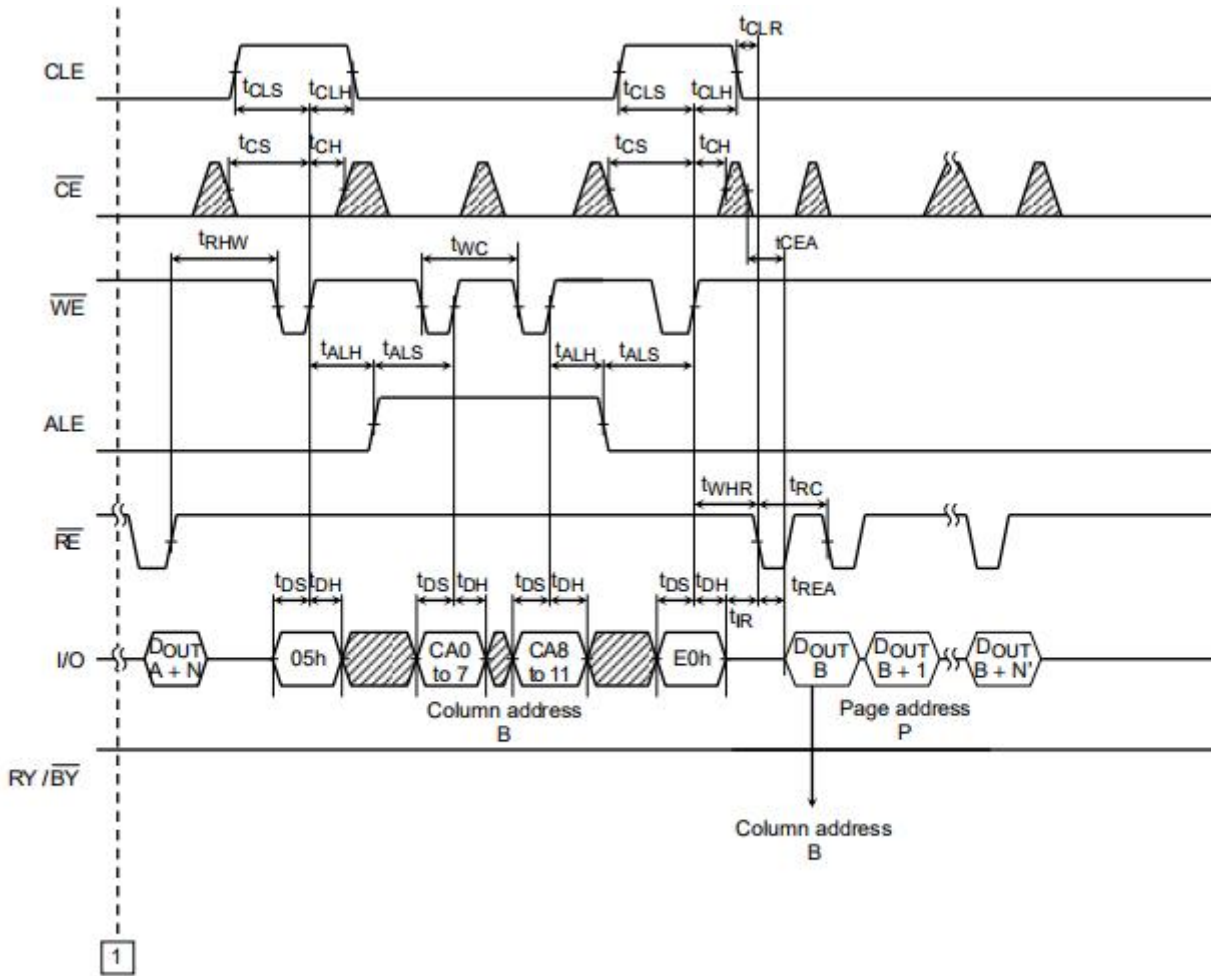 tCLR
CLE
tCLS tCLH tCLS tCLH
tCS tCH tCS tCH
CE
tRHW tWC tCEA
WE
tALH tALS tALH tALS
ALE
tWHR tRC
RE
tDS tDH tDS tDH tDS tDH tDS tDH tREA
tIR
I/O
DOUT
A + N
05h
CA0
to 7
CA8
to 11
E0h
DOUT
B
DOUT
B + 1
DOUT
B + N'
Column address
B
Page address
P
RY /BY
Column address
B
1